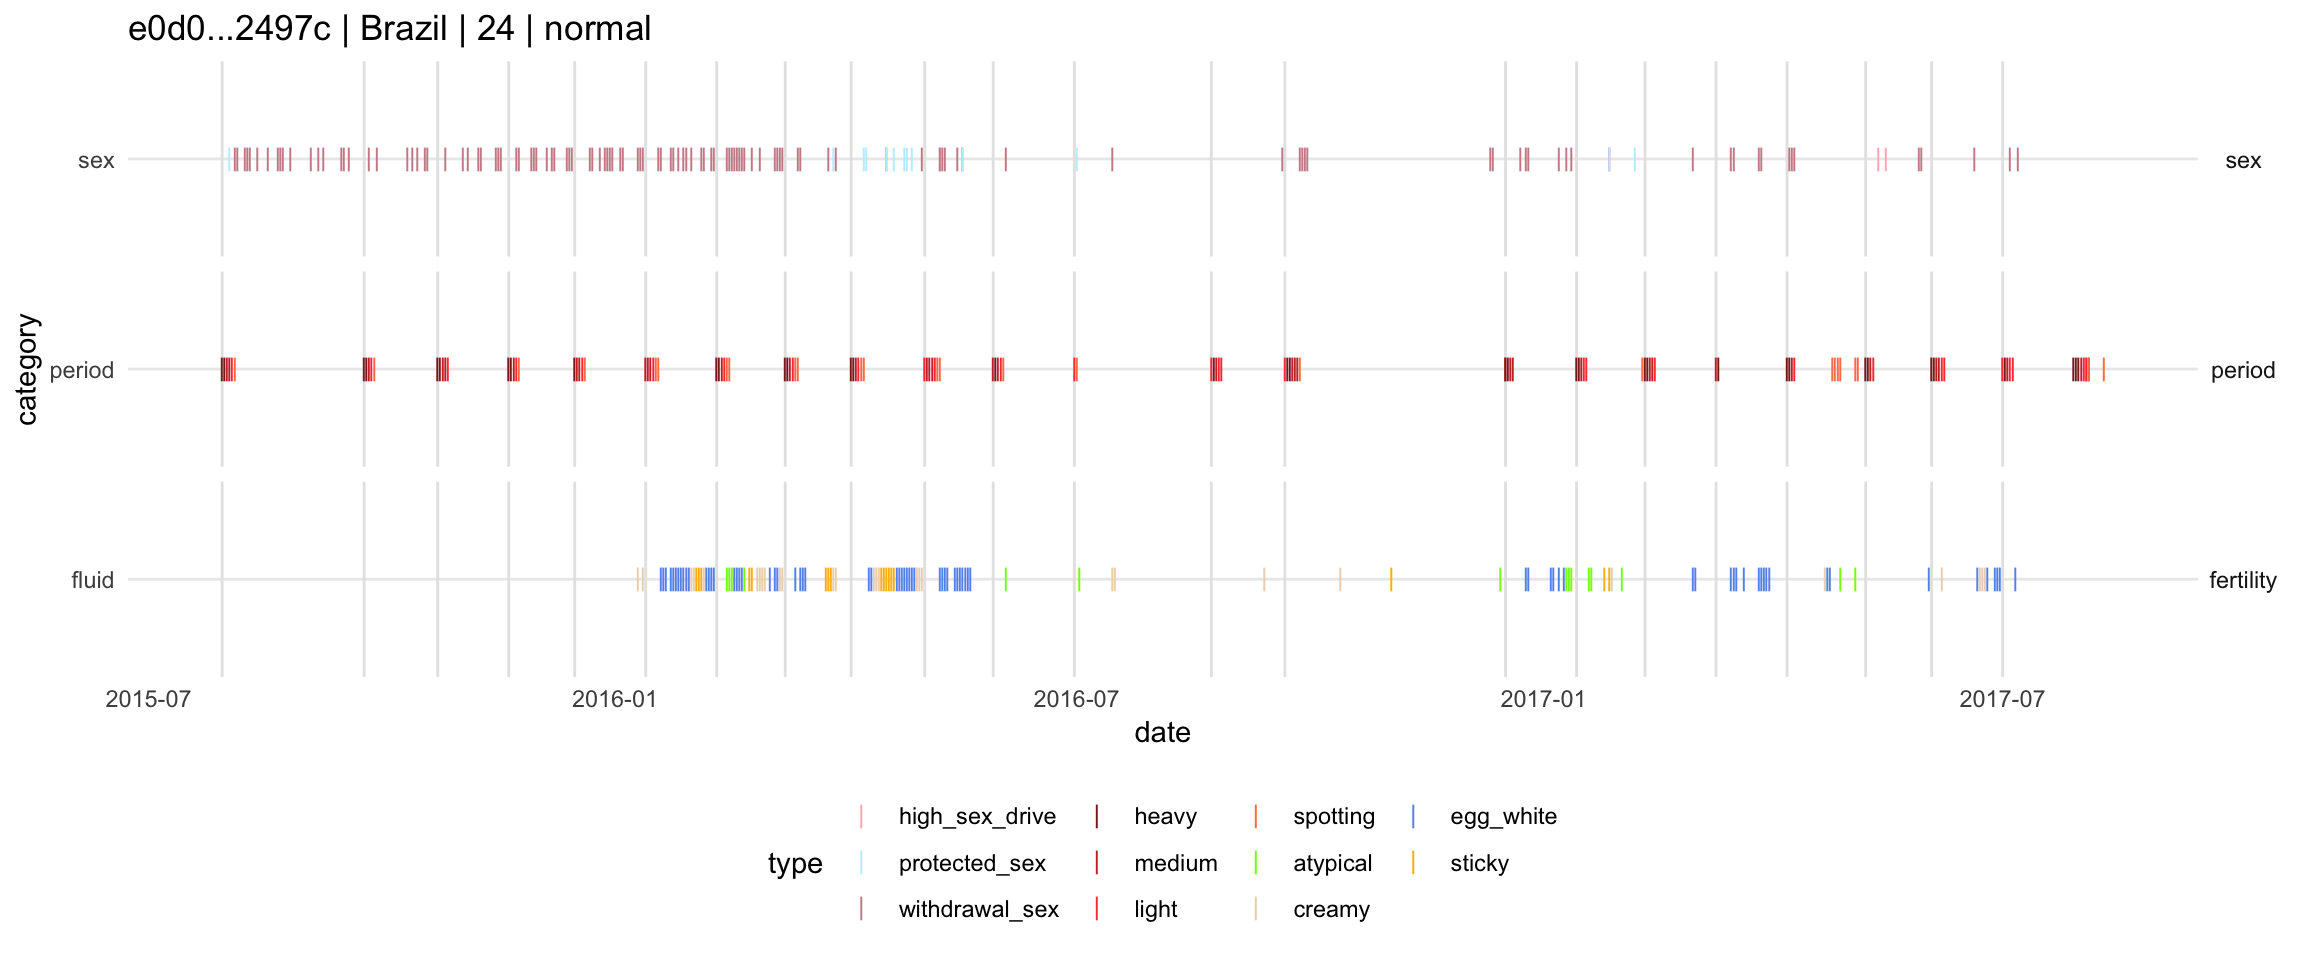 e0d0...2497c | Brazil | 24 | normal
sex
sex
category
period
period
fluid
fertility
2015-07 2016-01 2016-07 2017-01 2017-07
date
high_sex_drive heavy spotting egg_white
type protected_sex medium atypical sticky
withdrawal_sex light creamy